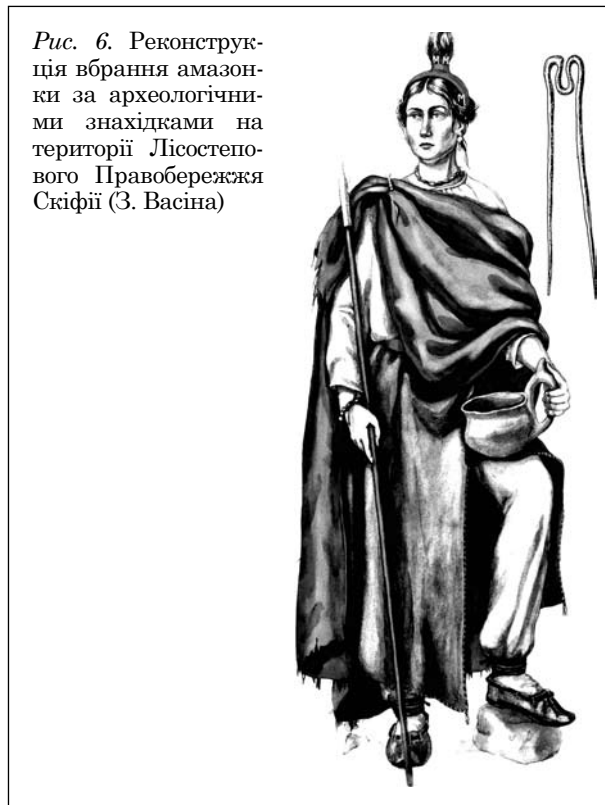 Рис. 6. Реконструк-
ція вбрання амазон-
ки за археологічни-
ми знахідками на
території Лісостепо-
вого Правобережжя
Скіфії (З. Васіна)